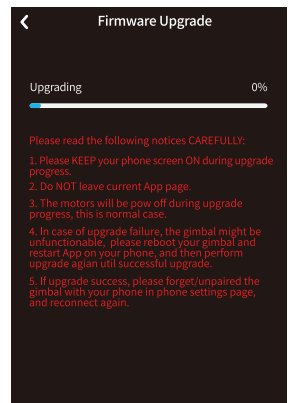 Firmware Upgrade
Upgrading 0%
Please read the following notices CAREFULLY:
1. Please KEEP your phone screen ON during upgrade
progress.
2. Do NOT leave current App page.
3. The motors will be pow off during upgrade
progress, this is normal case.
4. In case of upgrade failure, the gimbal might be
unfunctionable, please reboot your gimbal and
restart App on your phone, and then perform
upgrade agian util successful upgrade.
5. If upgrade success, please forget/unpaired the
gimbal with your phone in phone settings page,
and reconnect again.